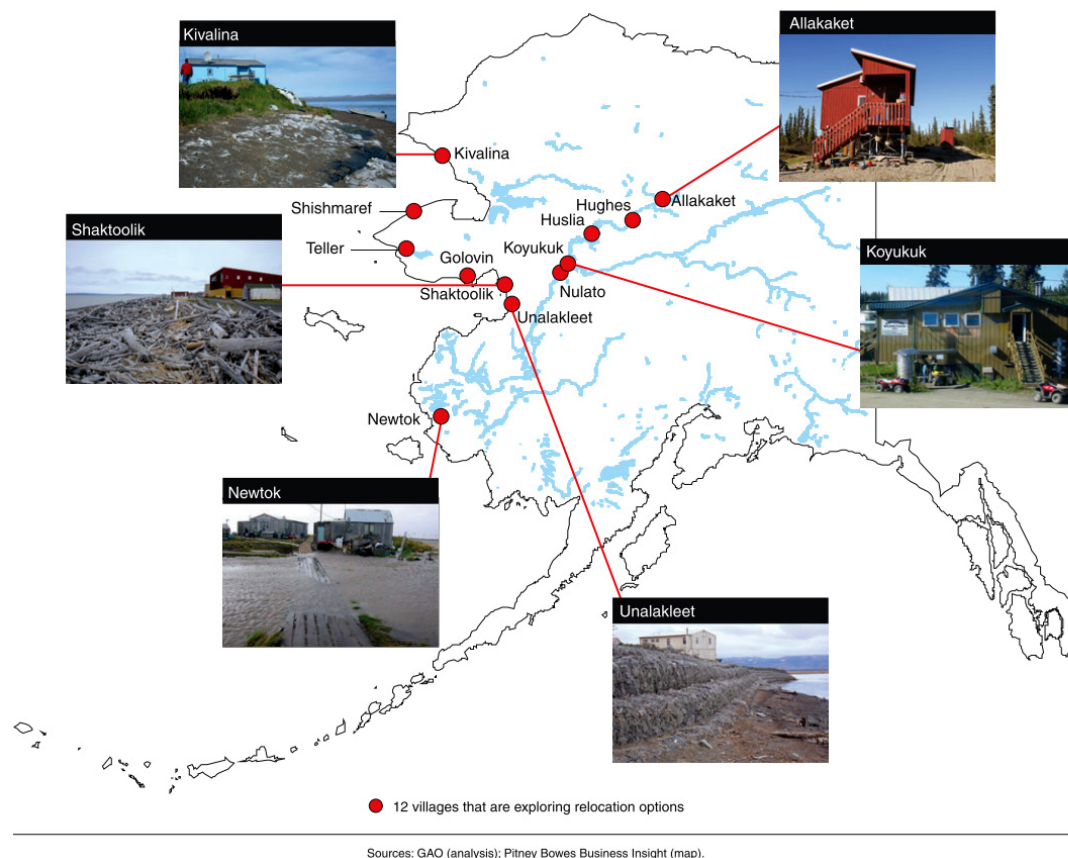 Kivalina
Allakaket
Kivalina
Shishmaref
Hughes
Allakaket
Huslia
Shaktoolik
Teller
Golovin
Koyukuk
Koyukuk
Shaktoolik
Nulato
Unalakleet
Newtok
Newtok
Unalakleet
12 villages that are exploring relocation options
Sources: GAO (analysis); Pitney Bowes Business Insight (map).